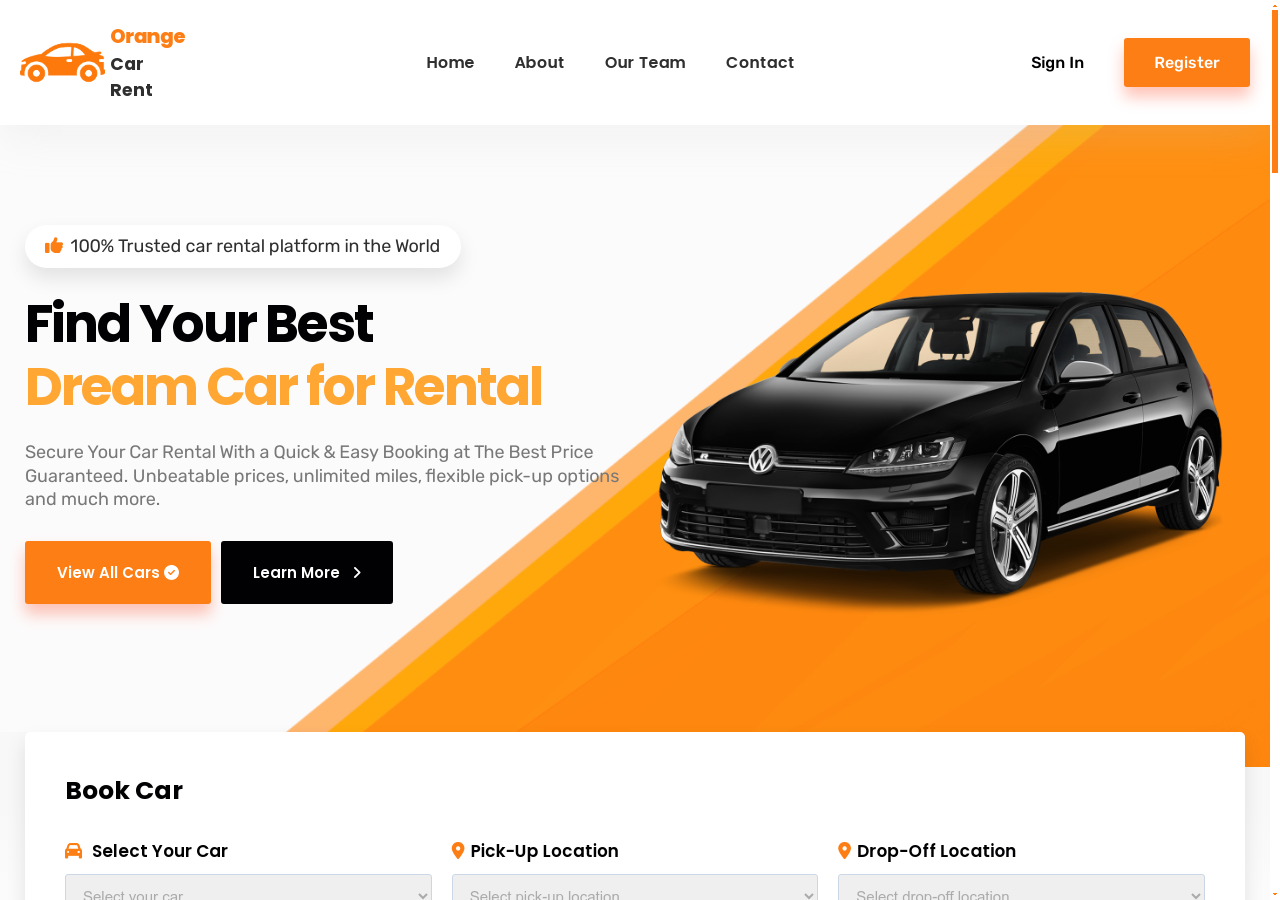 Orange
Car
Rent
Home
About
Our Team
Contact
Sign In
Register
100% Trusted car rental platform in the World
Find Your Best
Dream Car for Rental
Secure Your Car Rental With a Quick & Easy Booking at The Best Price
Guaranteed. Unbeatable prices, unlimited miles, flexible pick-up options
and much more.
View All Cars
Learn More
Book Car
Select Your Car
Pick-Up Location
Drop-Off Location
Select your car
Select pick-up location
Select drop-off location